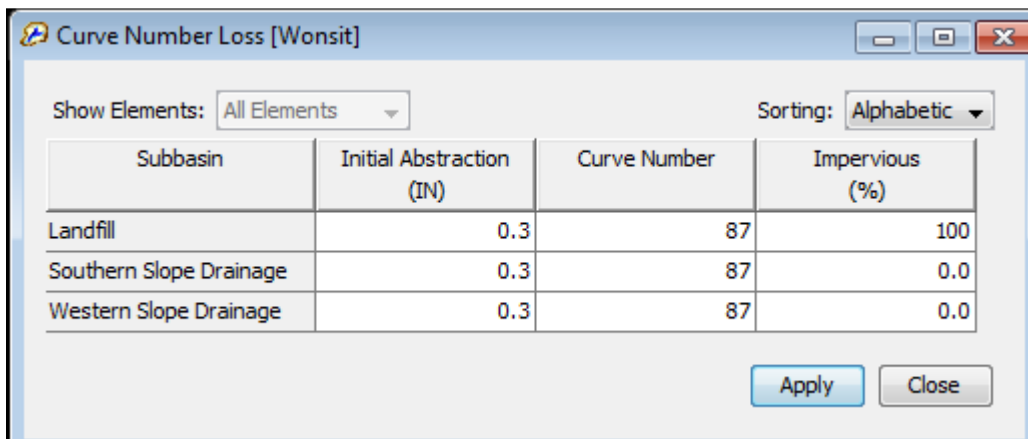 Curve Number Loss [Wonsit]
Show Elements: All Elements Sorting: Alphabetic
Subbasin Initial Abstraction Curve Number Impervious
(IN) (%)
Landfill 0.3 87 100
Southern Slope Drainage 0.3 87 0.0
Western Slope Drainage 0.3 87 0.0
Apply Close